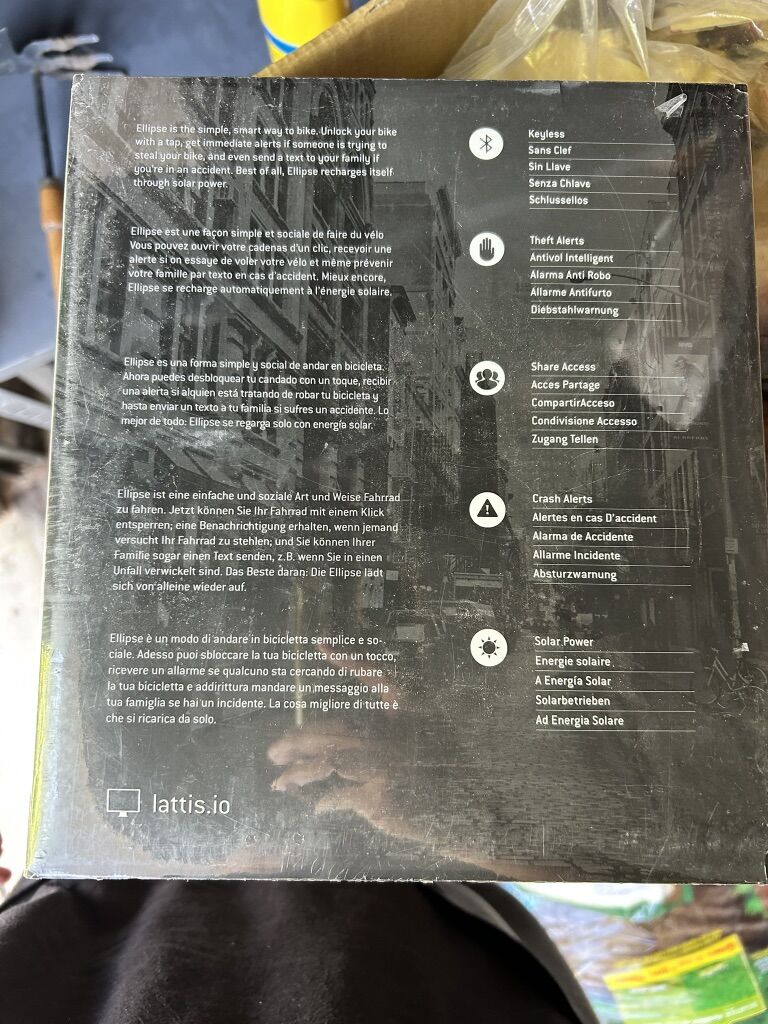 Ellipse is the simple, smart way to bike. Unlock your bike
with a tap, get immediate alerts if someone is trying to
steal your bike, and even send a text to your family if
you're in an accident. Best of all, Ellipse recharges itself
through solar power.
Ellipse est une façon simple et sociale de faire du vélo
Vous pouvez ouvrir votre cadenas d'un clic, recevoir une
alerte si on essaye de voler votre vélo et même prévenir
votre famille par texto en cas d'accident. Mieux encore,
Ellipse se recharge automatiquement à l'énergie solaire.
Ellipse es una forma simple y social de andar en bicicleta.
Ahora puedes desbloquear tu candado con un toque, recibir
una alerta si alguien está tratando de robar tu bicicleta y
hasta enviar un texto a tu familia si sufres un accidente. Lo
mejor de todo: Ellipse se regarga solo con energía solar.
Ellipse ist eine einfache und soziale Art und Weise Fahrrad
zu fahren. Jetzt können Sie Ihr Fahrrad mit einem Klick
entsperren; eine Benachrichtigung erhalten, wenn jemand
versucht Ihr Fahrrad zu stehlen; und Sie können Ihrer
Familie sogar einen Text senden, z.B. wenn Sie in einen
Unfall verwickelt sind. Das Beste daran: Die Ellipse lädt
sich von alleine wieder auf.
Ellipse è un modo di andare in bicicletta semplice e so-
ciale. Adesso puoi sbloccare la tua bicicletta con un tocco,
ricevere un allarme se qualcuno sta cercando di rubare
la tua bicicletta e addirittura mandare un messaggio alla
tua famiglia se hai un incidente. La cosa migliore di tutte è
che si ricarica da solo.
lattis.io
Keyless
Sans Clef
Sin Llave
Senza Chlave
Schlussellos
Theft Alerts
Antivol Intelligent
Alarma Anti Robo
Allarme Antifurto
Diebstahlwarnung
Share Access
Acces Partage
CompartirAcceso
Condivisione Accesso
Zugang Tellen
Crash Alerts
Alertes en cas D'accident
Alarma de Accidente
Allarme Incidente
Absturzwarnung
Solar Power
Energie solaire
A Energía Solar
Solarbetrieben
Ad Energia Solare